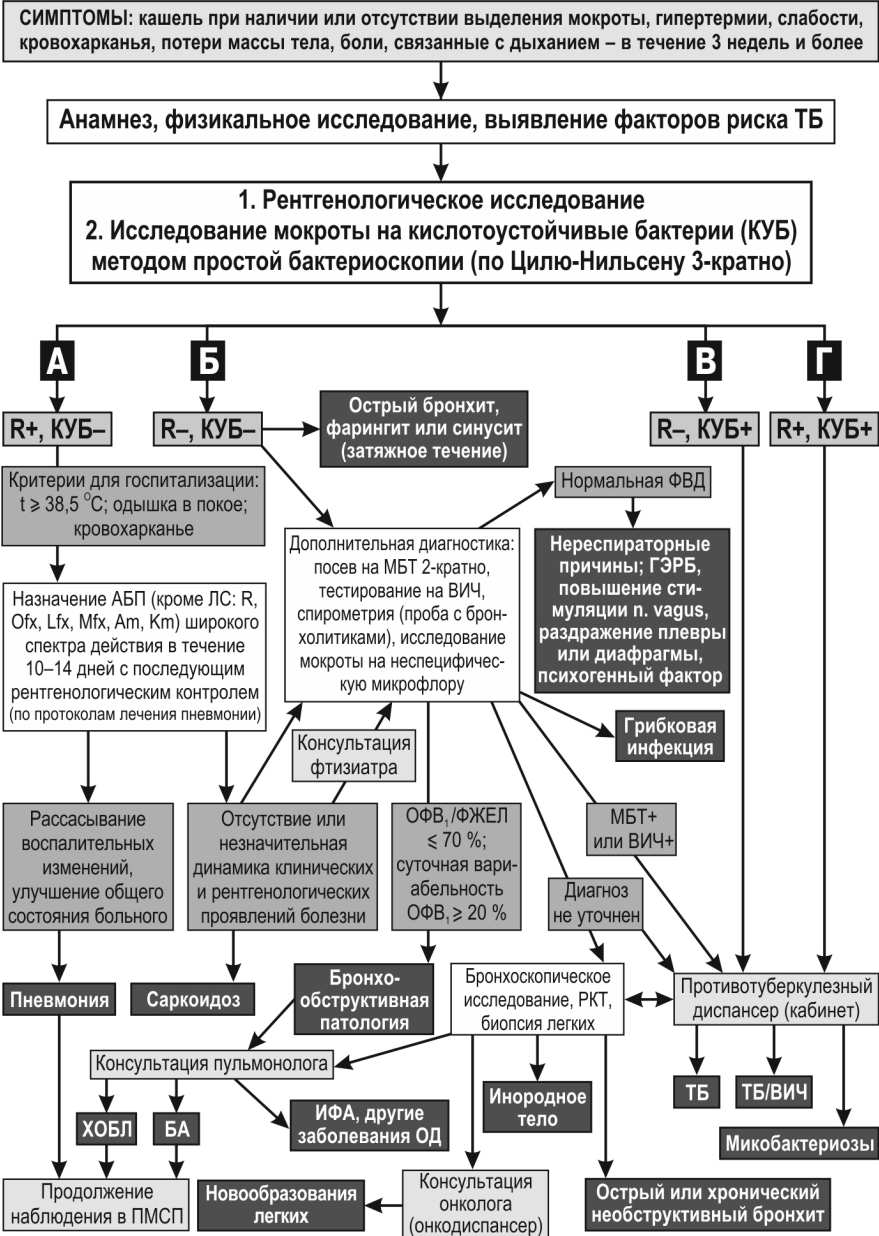 СИМПТОМЫ: кашель при наличии или отсутствии выделения мокроты, гипертермии, слабости,
кровохарканья, потери массы тела, боли, связанные с дыханием – в течение 3 недель и более
Анамнез, физикальное исследование, выявление факторов риска ТБ
1. Рентгенологическое исследование
2. Исследование мокроты на кислотоустойчивые бактерии (КУБ)
методом простой бактериоскопии (по Цилю-Нильсену 3-кратно)
А
Б
В
Г
R+, КУБ–
R–, КУБ–
Острый бронхит,
фарингит или синусит
(затяжное течение)
R–, КУБ+
R+, КУБ+
Критерии для госпитализации:
t ⩾ 38,5 °C; одышка в покое;
кровохарканье
Нормальная ФВД
Дополнительная диагностика:
посев на МБТ 2-кратно,
тестирование на ВИЧ,
спирометрия (проба с брон-
холитиками), исследование
мокроты на неспецифичес-
кую микрофлору
Нереспираторные
причины; ГЭРБ,
повышение сти-
муляции n. vagus,
раздражение плевры
или диафрагмы,
психогенный фактор
Назначение АБП (кроме ЛС: R,
Ofx, Lfx, Mfx, Am, Km) широкого
спектра действия в течение
10–14 дней с последующим
рентгенологическим контролем
(по протоколам лечения пневмонии)
Грибковая
инфекция
Консультация
фтизиатра
Рассасывание
воспалительных
изменений,
улучшение общего
состояния больного
Отсутствие или
незначительная
динамика клинических
и рентгенологических
проявлений болезни
ОФВ₁/ФЖЕЛ
⩽ 70 %;
суточная вари-
абельность
ОФВ₁ ⩾ 20 %
МБТ+
или ВИЧ+
Диагноз
не уточнен
Пневмония
Саркоидоз
Бронхо-
обструктивная
патология
Бронхоскопическое
исследование, РКТ,
биопсия легких
Противотуберкулезный
диспансер (кабинет)
Консультация пульмонолога
ХОБЛ
БА
ИФА, другие
заболевания ОД
Инородное
тело
ТБ
ТБ/ВИЧ
Микобактериозы
Продолжение
наблюдения в ПМСП
Новообразования
легких
Консультация
онколога
(онкодиспансер)
Острый или хронический
необструктивный бронхит